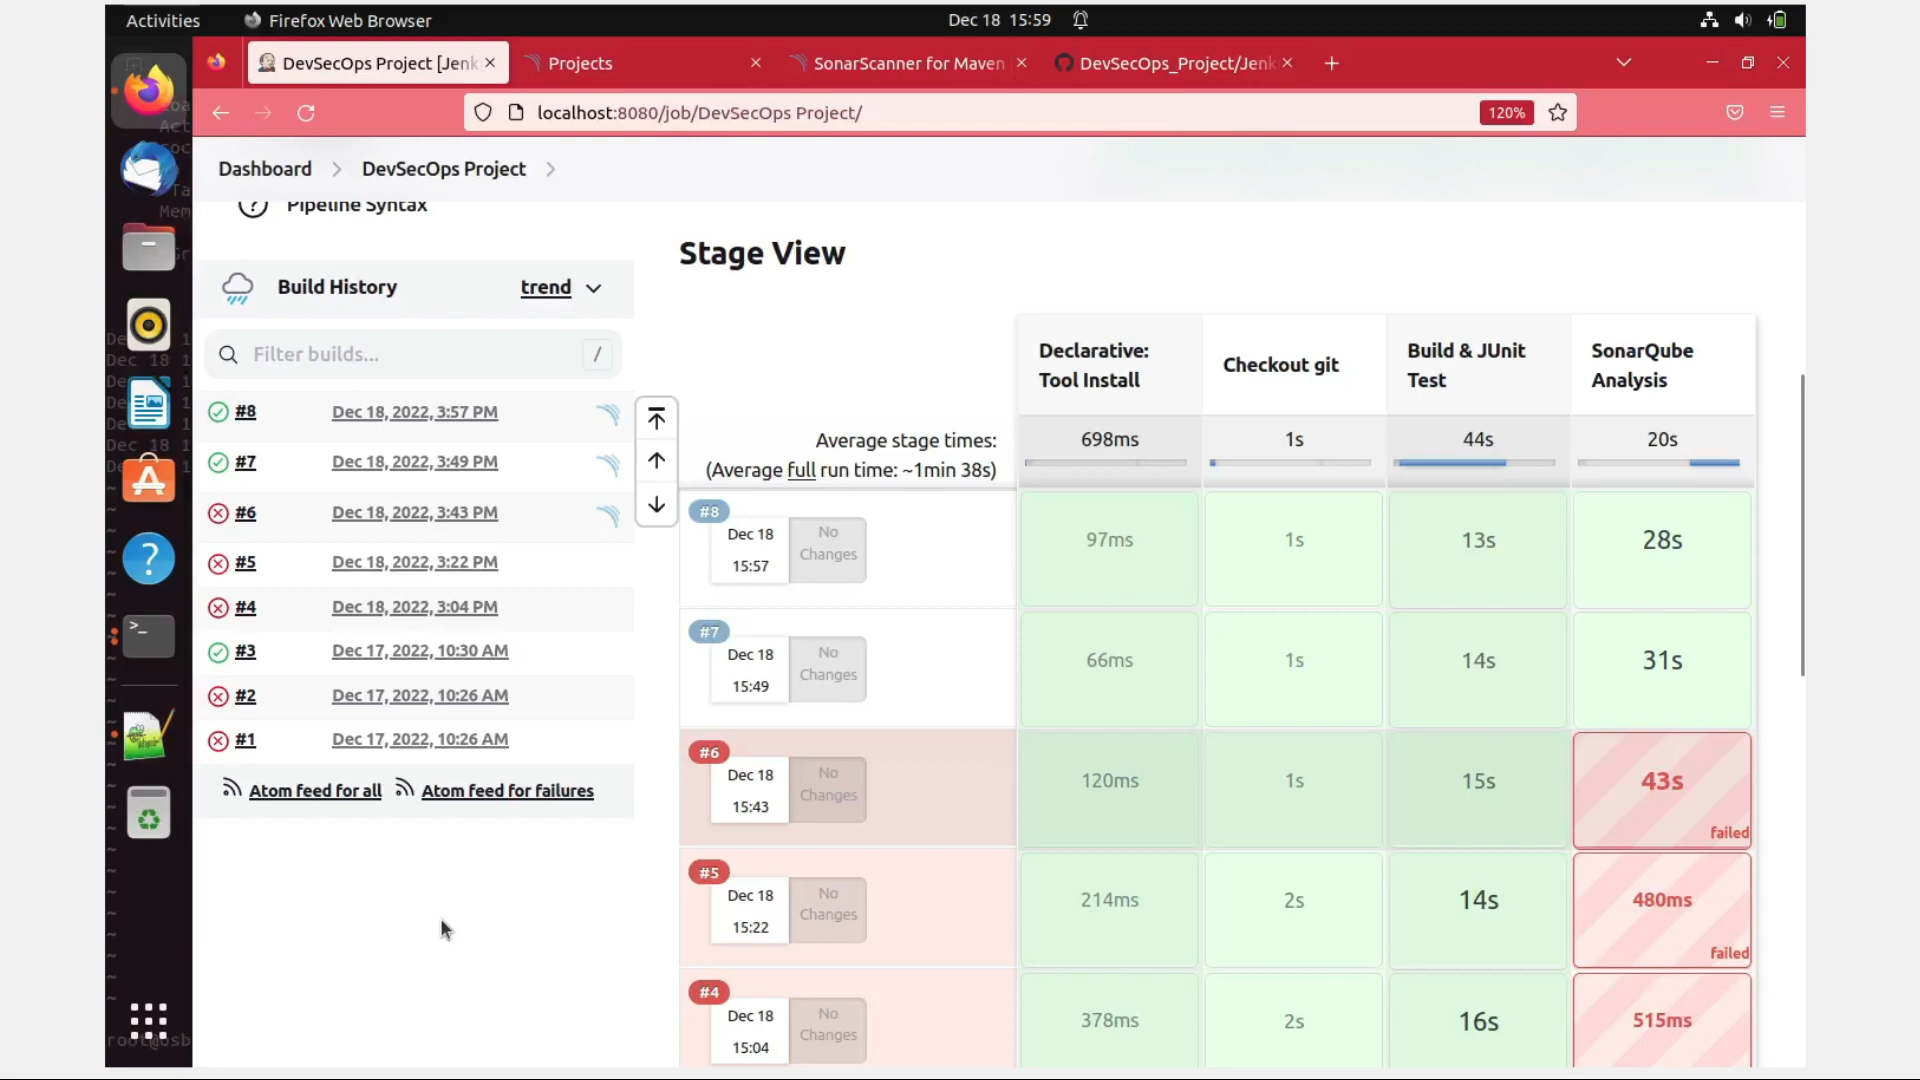 Activities
Firefox Web Browser
Dec 18 15:59
DevSecOps Project [Jenk
Projects
SonarScanner for Maven
DevSecOps_Project/Jenk
localhost:8080/job/DevSecOps Project/
120%
Dashboard
DevSecOps Project
Pipeline Syntax
Build History
trend
Filter builds...
/
#8 Dec 18, 2022, 3:57 PM
#7 Dec 18, 2022, 3:49 PM
#6 Dec 18, 2022, 3:43 PM
#5 Dec 18, 2022, 3:22 PM
#4 Dec 18, 2022, 3:04 PM
#3 Dec 17, 2022, 10:30 AM
#2 Dec 17, 2022, 10:26 AM
#1 Dec 17, 2022, 10:26 AM
Atom feed for all
Atom feed for failures
Stage View
Declarative:
Tool Install
Checkout git
Build & JUnit
Test
SonarQube
Analysis
Average stage times:
(Average full run time: ~1min 38s)
698ms
1s
44s
20s
#8
Dec 18
15:57
No
Changes
97ms
1s
13s
28s
#7
Dec 18
15:49
No
Changes
66ms
1s
14s
31s
#6
Dec 18
15:43
No
Changes
120ms
1s
15s
43s
failed
#5
Dec 18
15:22
No
Changes
214ms
2s
14s
480ms
failed
#4
Dec 18
15:04
No
Changes
378ms
2s
16s
515ms